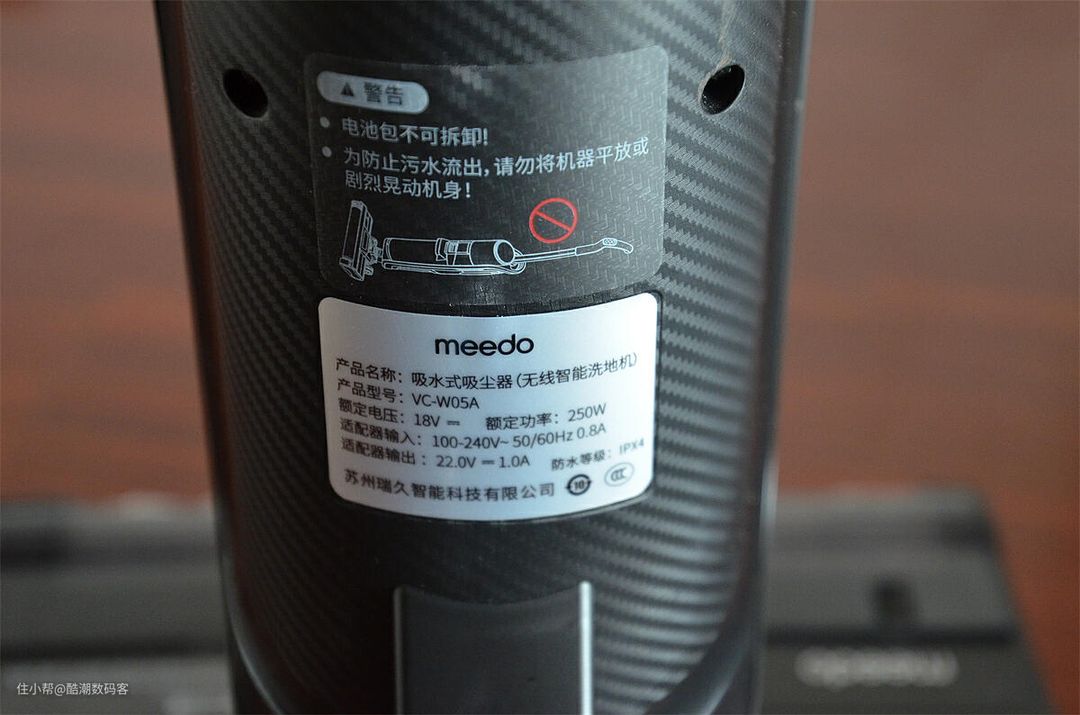 警告
电池包不可拆卸!
为防止污水流出,请勿将机器平放或
剧烈晃动机身!
meedo
产品名称：吸水式吸尘器(无线智能洗地机)
产品型号：VC-W05A
额定电压：18V⎓ 额定功率：250W
适配器输入：100-240V~ 50/60Hz 0.8A
适配器输出：22.0V⎓1.0A 防水等级：IPX4
苏州瑞久智能科技有限公司 10 CCC
meedo
住小帮@酷潮数码客